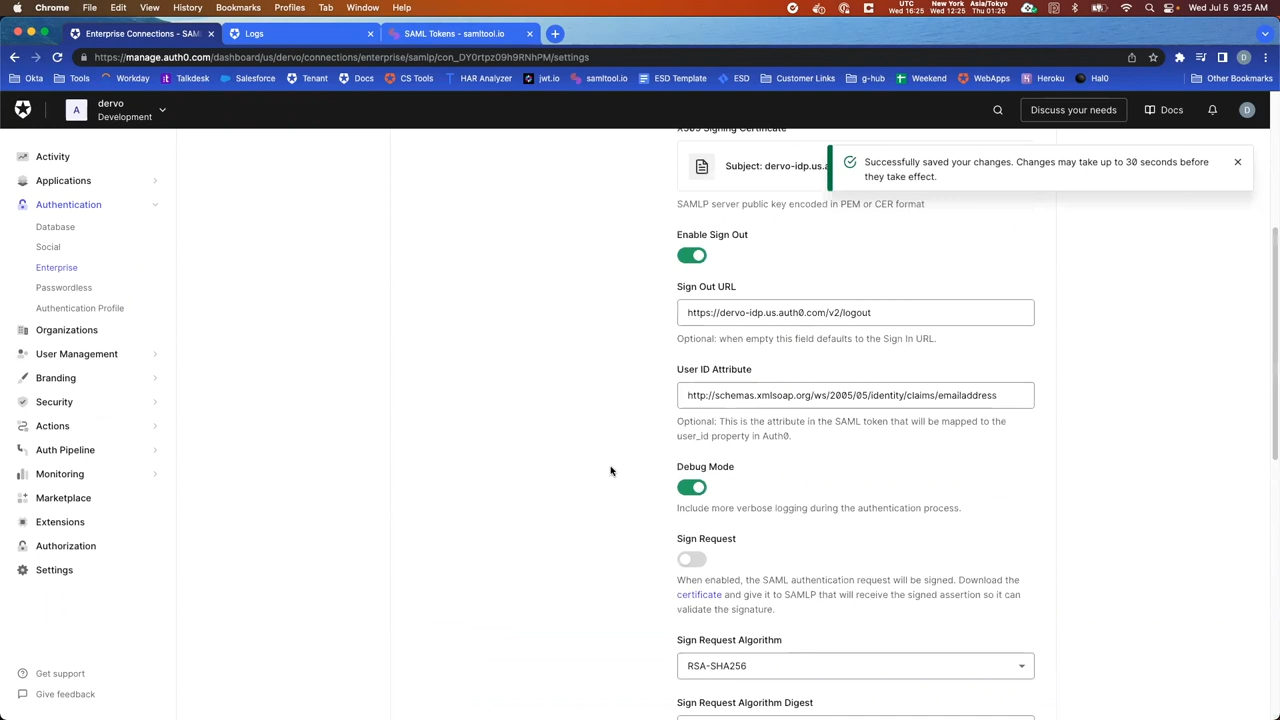 Chrome File Edit View History Bookmarks Profiles Tab Window Help
UTC New York Asia/Tokyo
Wed 16:25 Wed 12:25 Thu 1:25
Wed Jul 5 9:25 AM
Enterprise Connections - SAM
Logs
SAML Tokens - samltool.io
https://manage.auth0.com/dashboard/us/dervo/connections/enterprise/samlp/con_DY0rtpz09h9RNhPM/settings
D
Okta Tools Workday Talkdesk Salesforce Tenant Docs CS Tools HAR Analyzer jwt.io samltool.io ESD Template ESD Customer Links g-hub Weekend WebApps Heroku Hal0 Other Bookmarks
A
dervo
Development
Discuss your needs
Docs
D
Activity
Applications
Authentication
Database
Social
Enterprise
Passwordless
Authentication Profile
Organizations
User Management
Branding
Security
Actions
Auth Pipeline
Monitoring
Marketplace
Extensions
Authorization
Settings
Get support
Give feedback
X509 Signing Certificate
Subject: dervo-idp.us.a
Successfully saved your changes. Changes may take up to 30 seconds before
they take effect.
SAMLP server public key encoded in PEM or CER format
Enable Sign Out
Sign Out URL
https://dervo-idp.us.auth0.com/v2/logout
Optional: when empty this field defaults to the Sign In URL.
User ID Attribute
http://schemas.xmlsoap.org/ws/2005/05/identity/claims/emailaddress
Optional: This is the attribute in the SAML token that will be mapped to the
user_id property in Auth0.
Debug Mode
Include more verbose logging during the authentication process.
Sign Request
When enabled, the SAML authentication request will be signed. Download the
certificate and give it to SAMLP that will receive the signed assertion so it can
validate the signature.
Sign Request Algorithm
RSA-SHA256
Sign Request Algorithm Digest